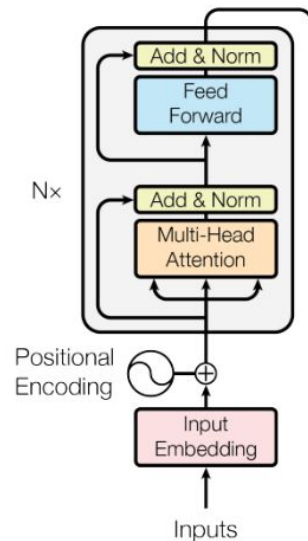 Add & Norm
Feed
Forward
N×
Add & Norm
Multi-Head
Attention
Positional
Encoding
Input
Embedding
Inputs